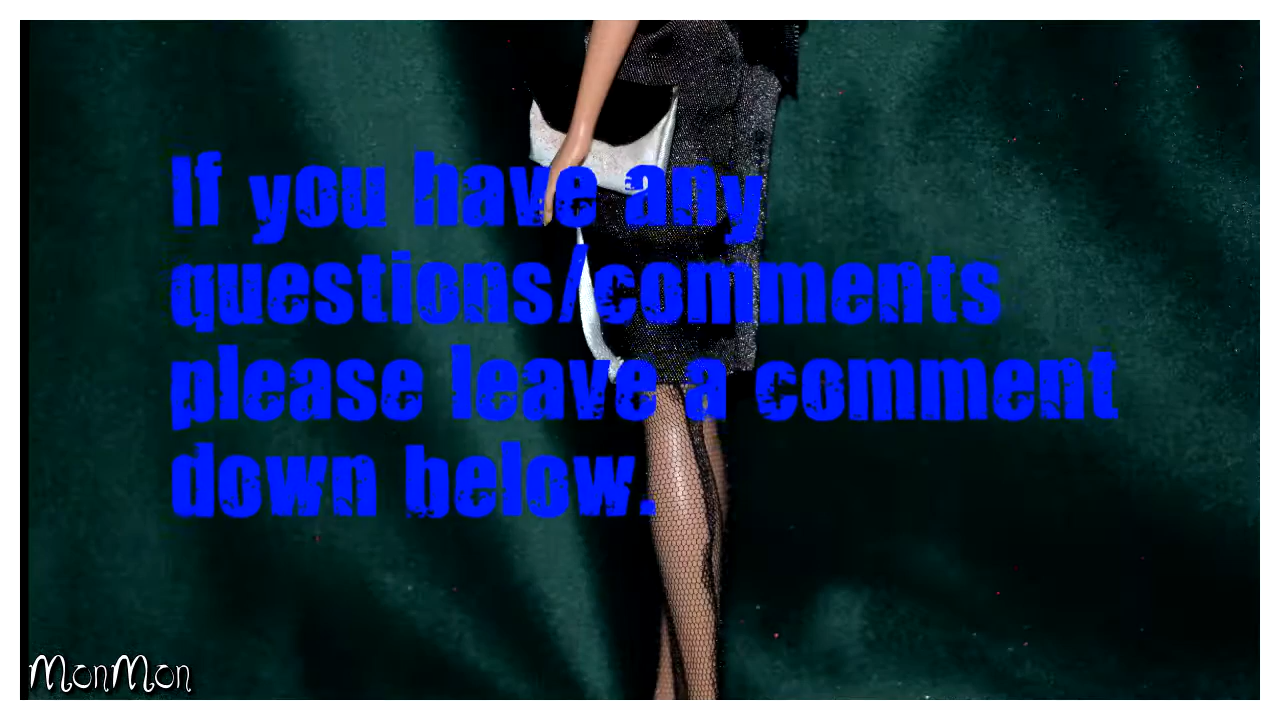 If you have any
questions/comments
please leave a comment
down below.
MonMon